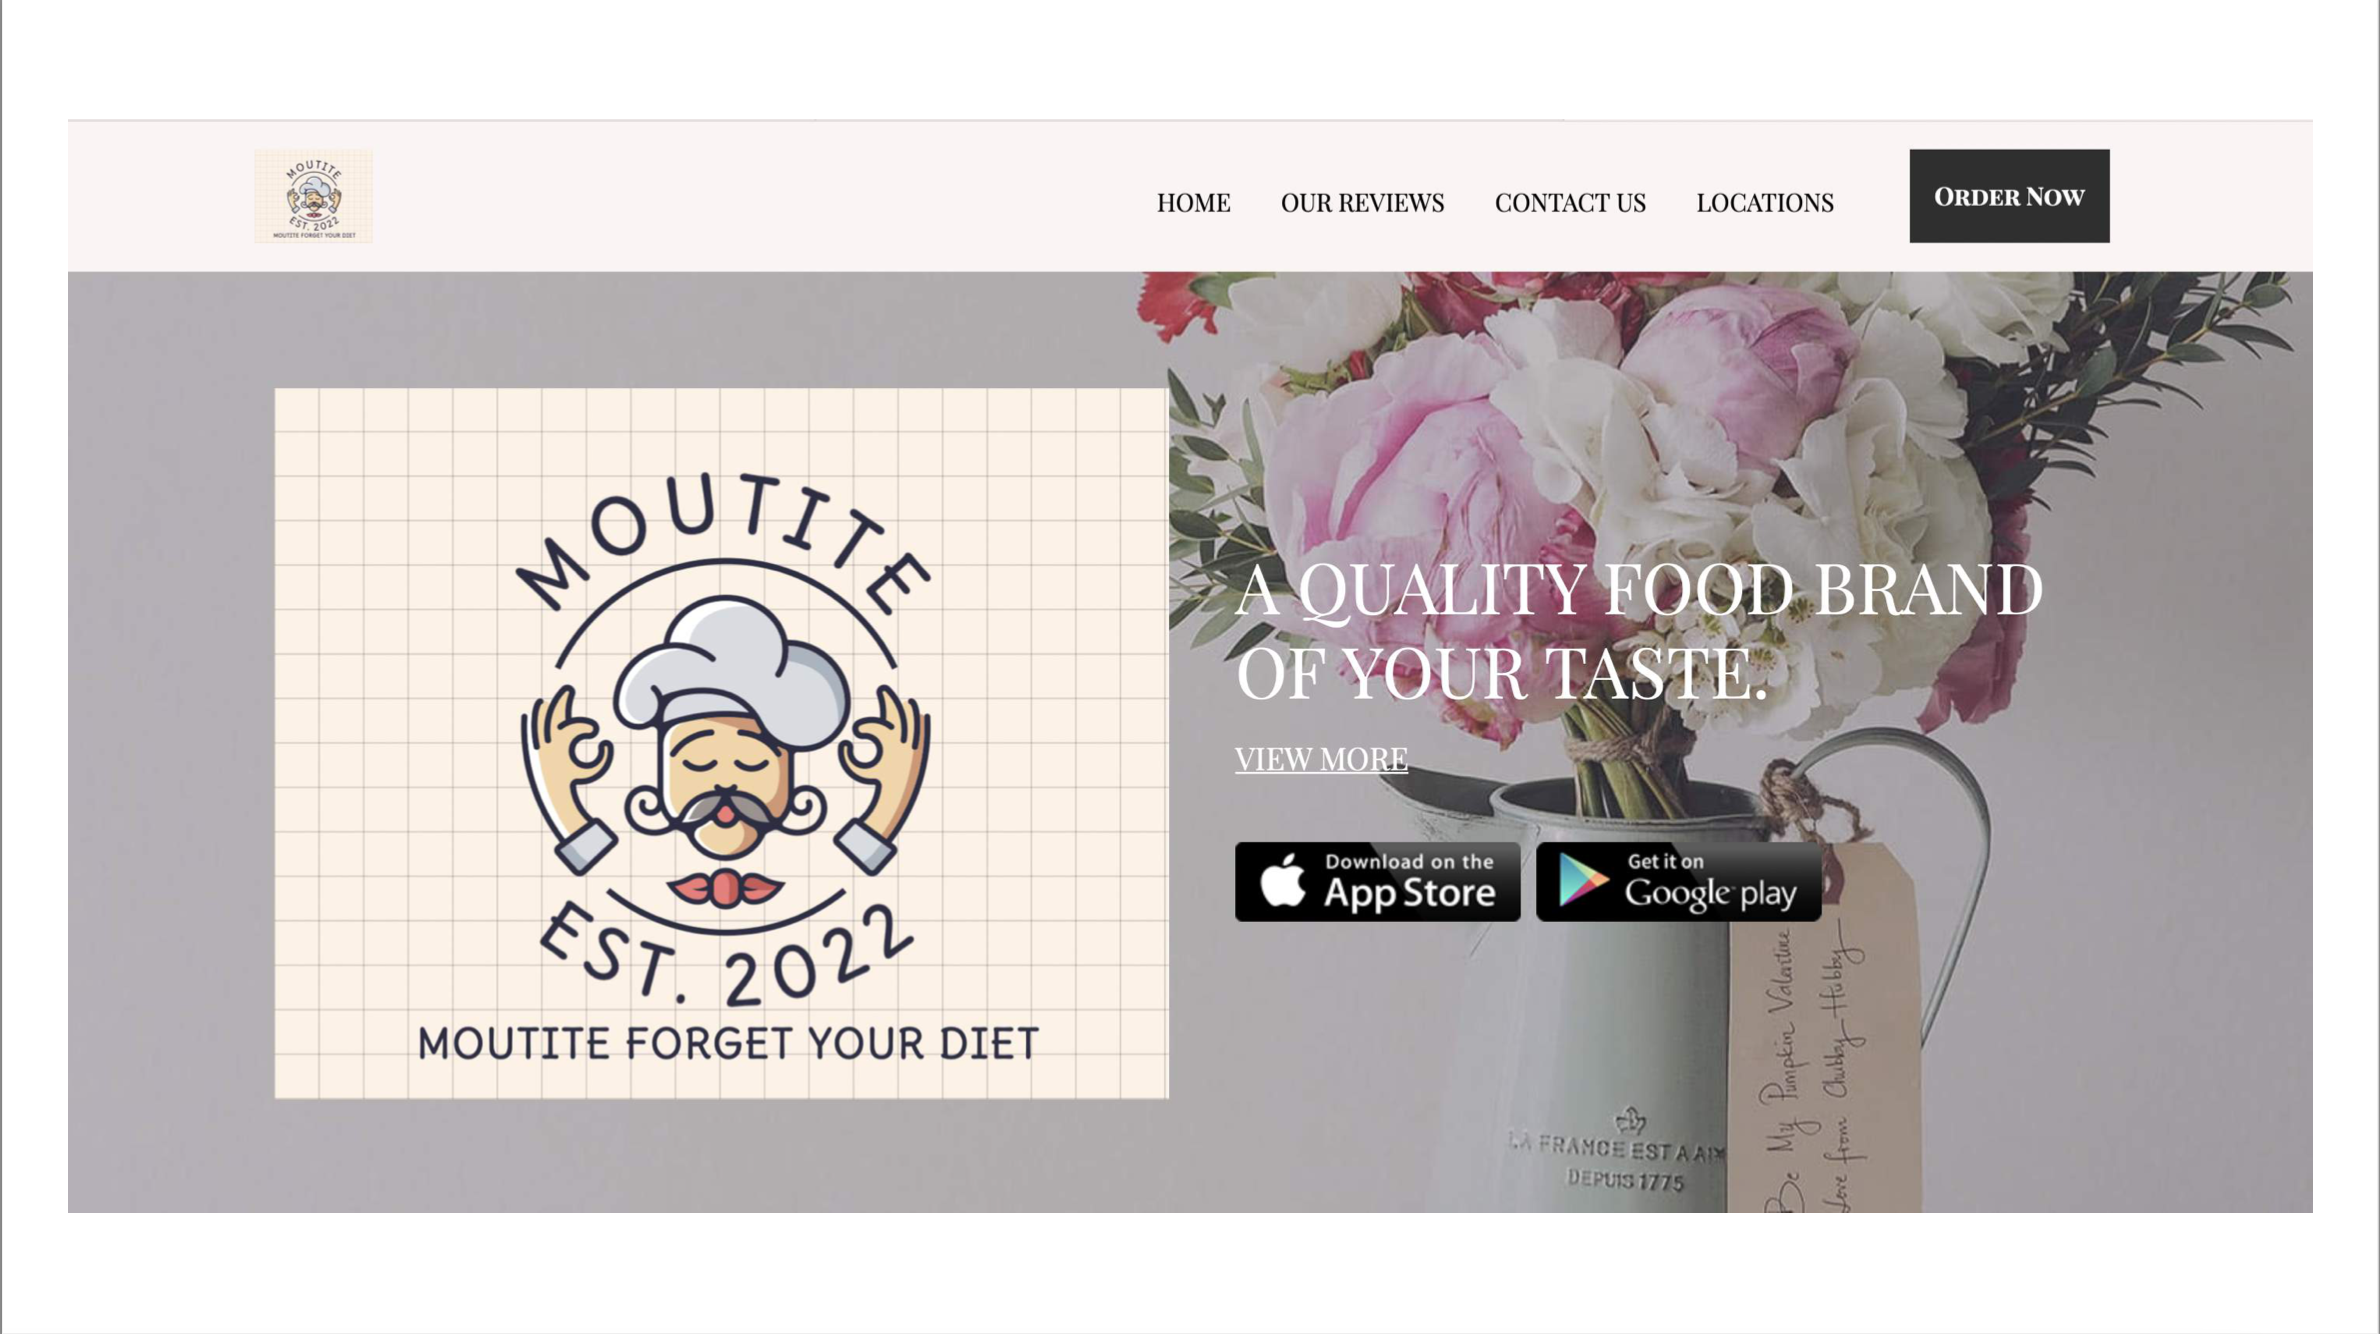 MOUTITE
EST. 2022
MOUTITE FORGET YOUR DIET
HOME
OUR REVIEWS
CONTACT US
LOCATIONS
ORDER NOW
MOUTITE
EST. 2022
MOUTITE FORGET YOUR DIET
A QUALITY FOOD BRAND
OF YOUR TASTE.
VIEW MORE
Download on the
App Store
Get it on
Google play
Be My Pumpkin Valentine
Love from Chubby Hubby
LA FRANCE EST A AIX
DEPUIS 1775